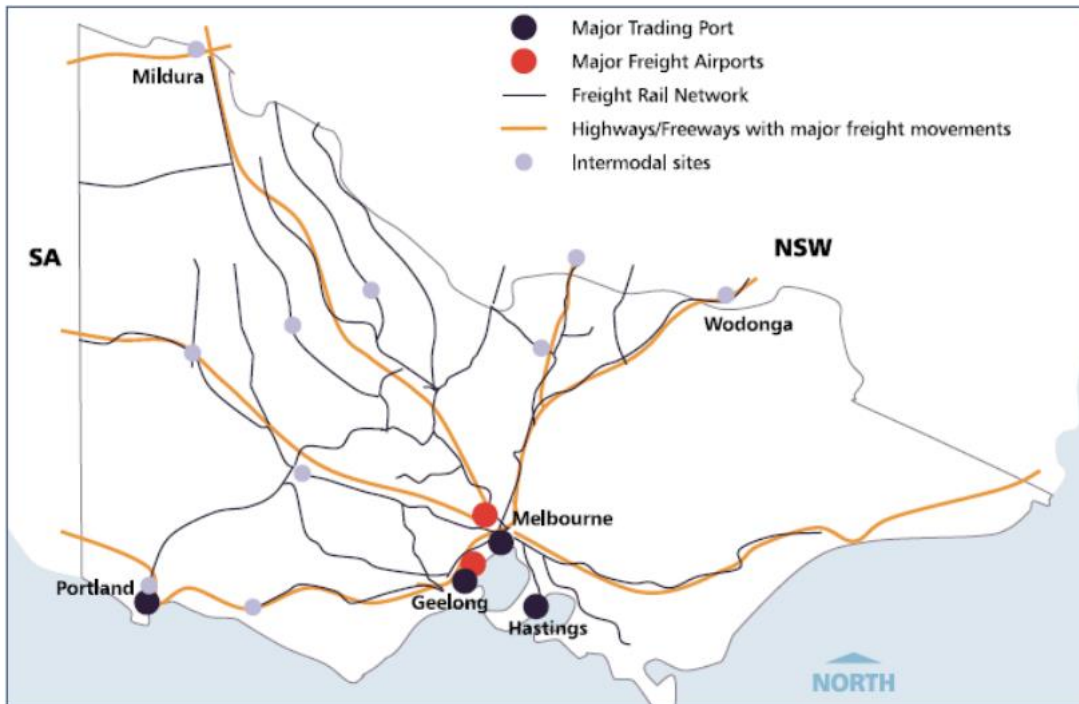 Major Trading Port
Major Freight Airports
Freight Rail Network
Highways/Freeways with major freight movements
Intermodal sites
Mildura
SA
NSW
Wodonga
Melbourne
Portland
Geelong
Hastings
NORTH